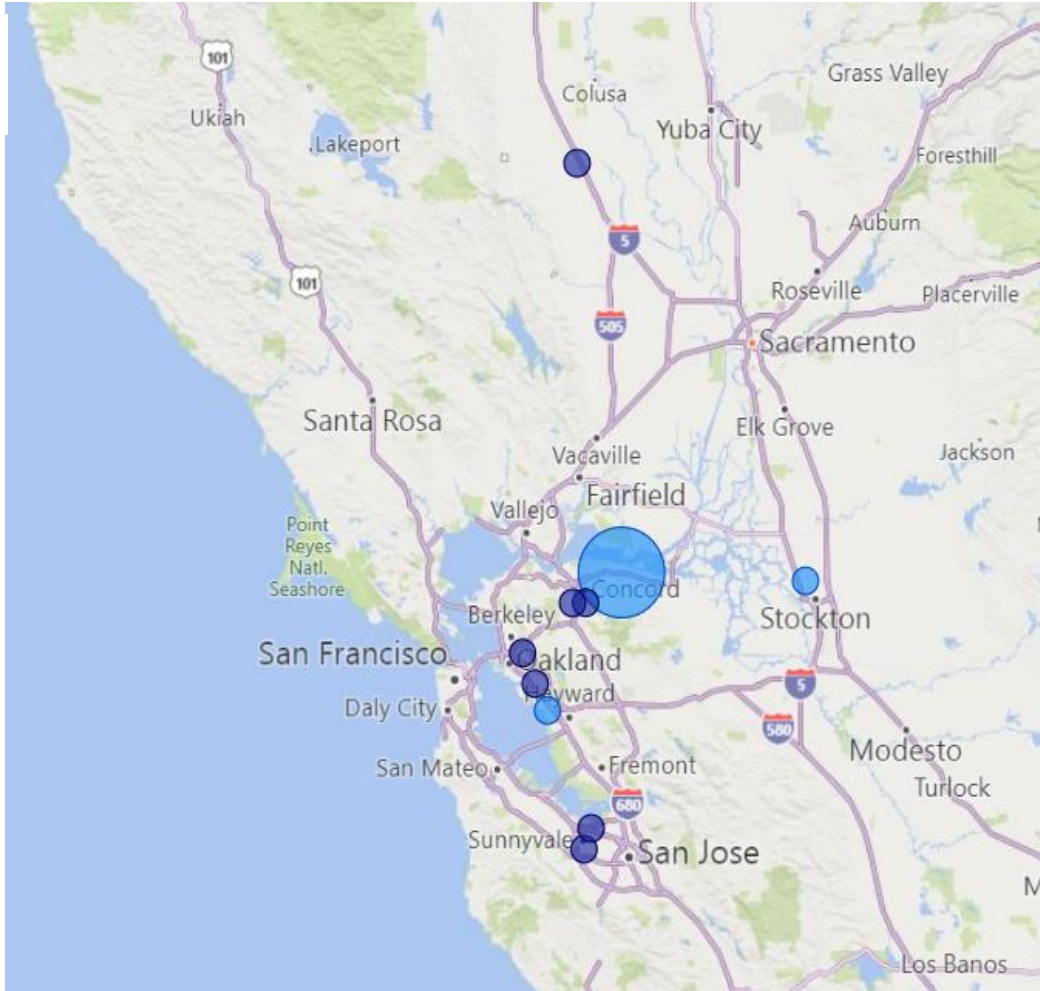 101
Grass Valley
Colusa
Ukiah
Yuba City
Lakeport
Foresthill
Auburn
5
101
Roseville
Placerville
505
Sacramento
Santa Rosa
Elk Grove
Jackson
Vacaville
Fairfield
Vallejo
Point
Reyes
Natl.
Seashore
Concord
Berkeley
Stockton
San Francisco
Oakland
5
Hayward
Daly City
580
Modesto
San Mateo
Fremont
Turlock
680
Sunnyvale
San Jose
M
Los Banos